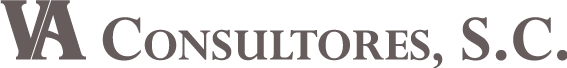 VA CONSULTORES, S.C.